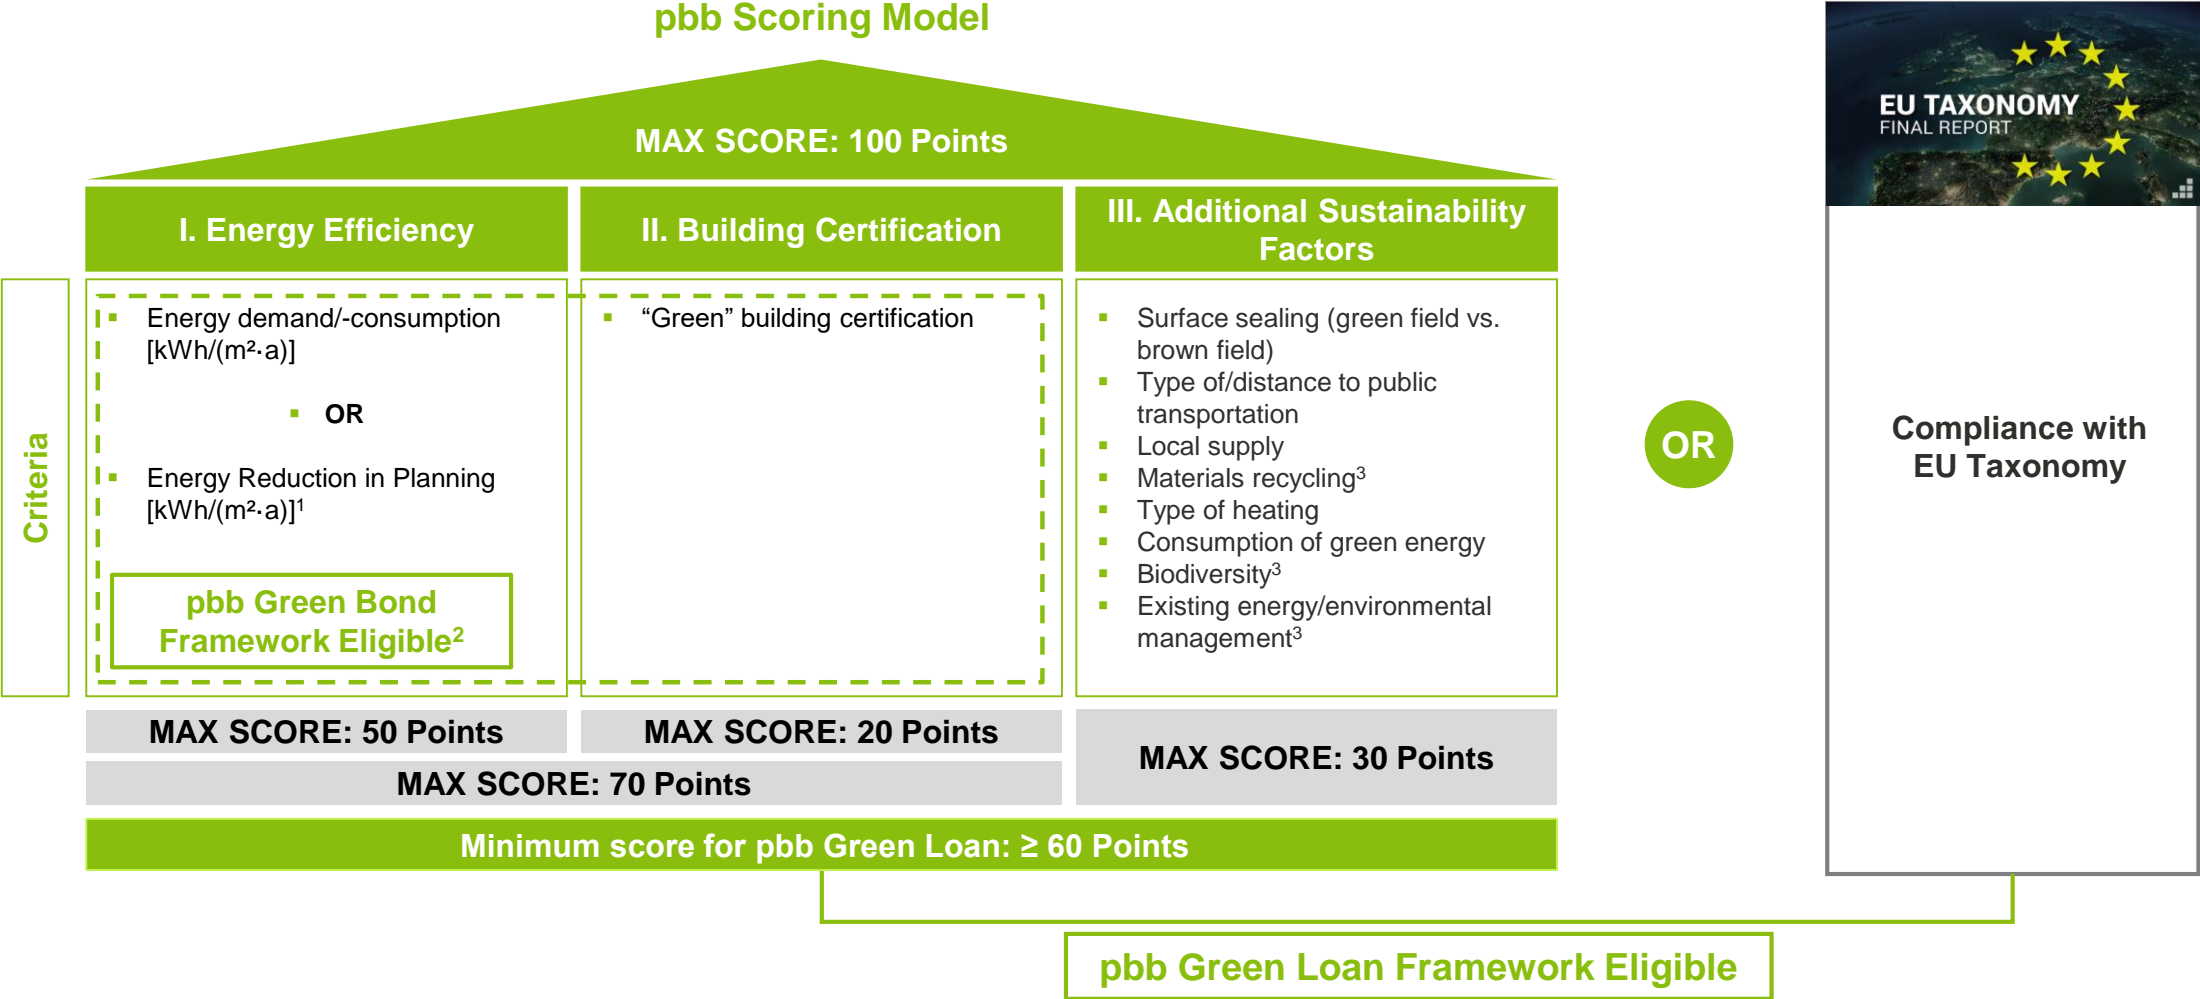 pbb Scoring Model
MAX SCORE: 100 Points
I. Energy Efficiency
II. Building Certification
III. Additional Sustainability
Factors
Criteria
▪ Energy demand/-consumption
[kWh/(m²·a)]
▪ OR
▪ Energy Reduction in Planning
[kWh/(m²·a)]¹
pbb Green Bond
Framework Eligible²
▪ “Green” building certification
▪ Surface sealing (green field vs.
brown field)
▪ Type of/distance to public
transportation
▪ Local supply
▪ Materials recycling³
▪ Type of heating
▪ Consumption of green energy
▪ Biodiversity³
▪ Existing energy/environmental
management³
MAX SCORE: 50 Points
MAX SCORE: 20 Points
MAX SCORE: 70 Points
MAX SCORE: 30 Points
Minimum score for pbb Green Loan: ≥ 60 Points
OR
EU TAXONOMY
FINAL REPORT
Compliance with
EU Taxonomy
pbb Green Loan Framework Eligible